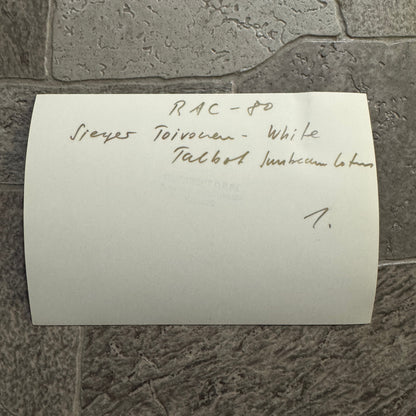 RAC - 80
Sieger Toivonen - White
Talbot Sunbeam Lotus
1.